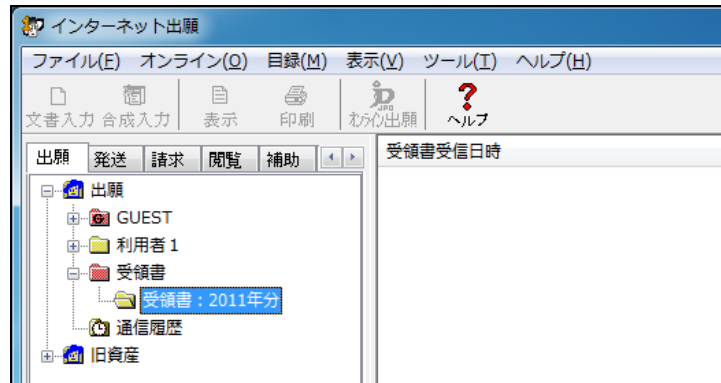 インターネット出願
ファイル(F) オンライン(O) 目録(M) 表示(V) ツール(T) ヘルプ(H)
文書入力 合成入力 表示 印刷 オンライン出願 ヘルプ
出願 発送 請求 閲覧 補助
受領書受信日時
出願
GUEST
利用者1
受領書
受領書：2011年分
通信履歴
旧資産